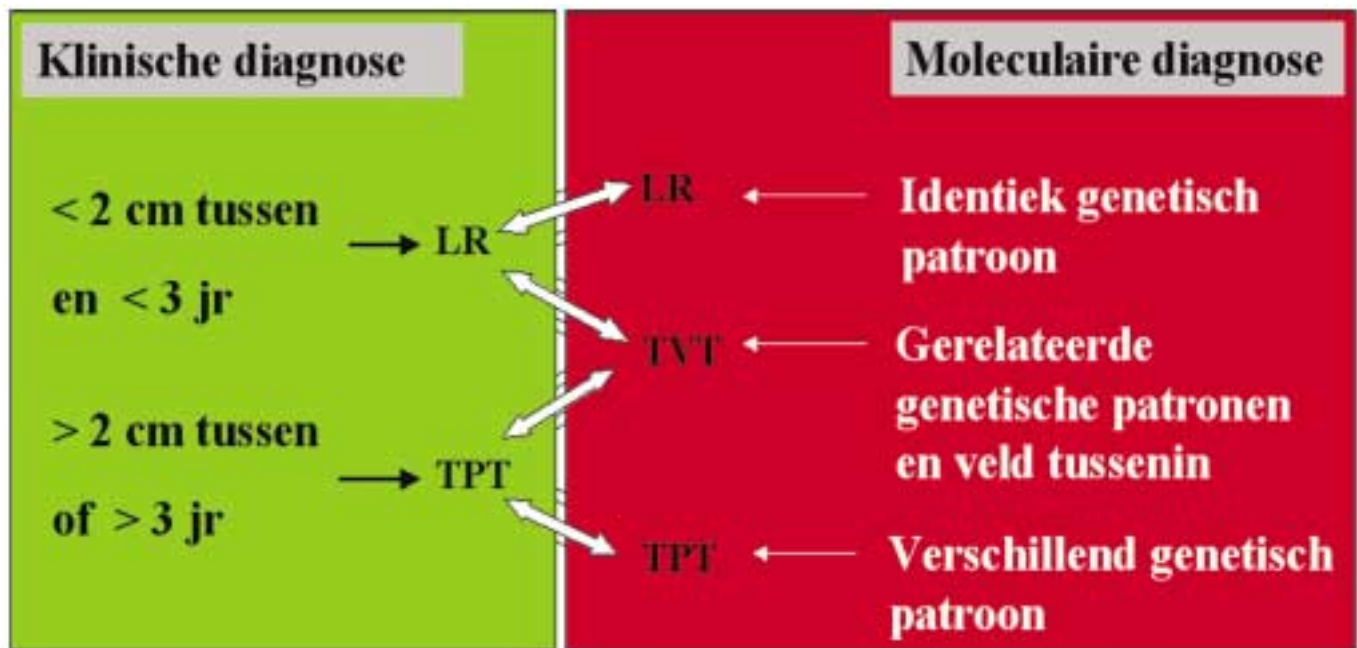 Klinische diagnose
< 2 cm tussen
en < 3 jr
LR
> 2 cm tussen
of > 3 jr
TPT
Moleculaire diagnose
LR
Identiek genetisch
patroon
TVT
Gerelateerde
genetische patronen
en veld tussenin
TPT
Verschillend genetisch
patroon